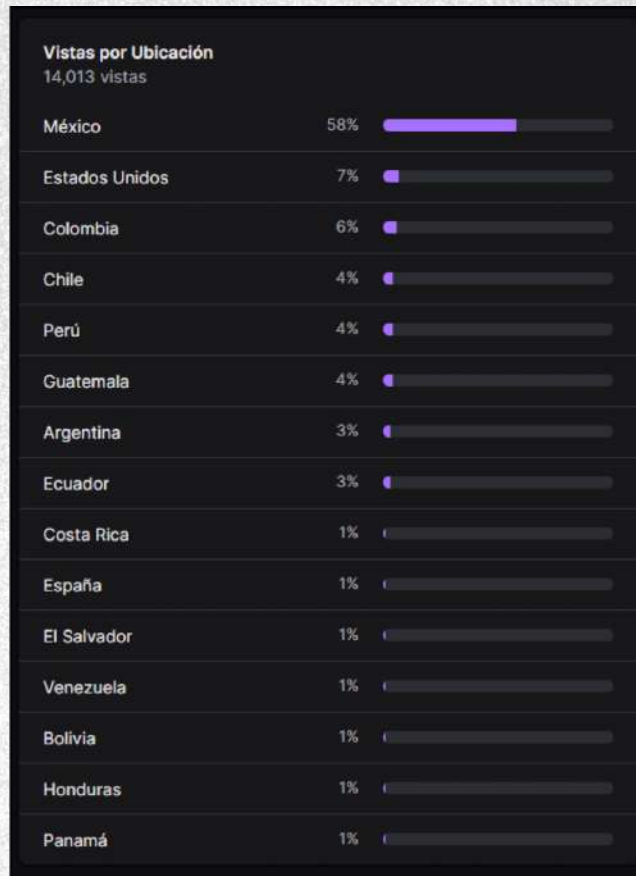 Vistas por Ubicación
14,013 vistas
México 58%
Estados Unidos 7%
Colombia 6%
Chile 4%
Perú 4%
Guatemala 4%
Argentina 3%
Ecuador 3%
Costa Rica 1%
España 1%
El Salvador 1%
Venezuela 1%
Bolivia 1%
Honduras 1%
Panamá 1%